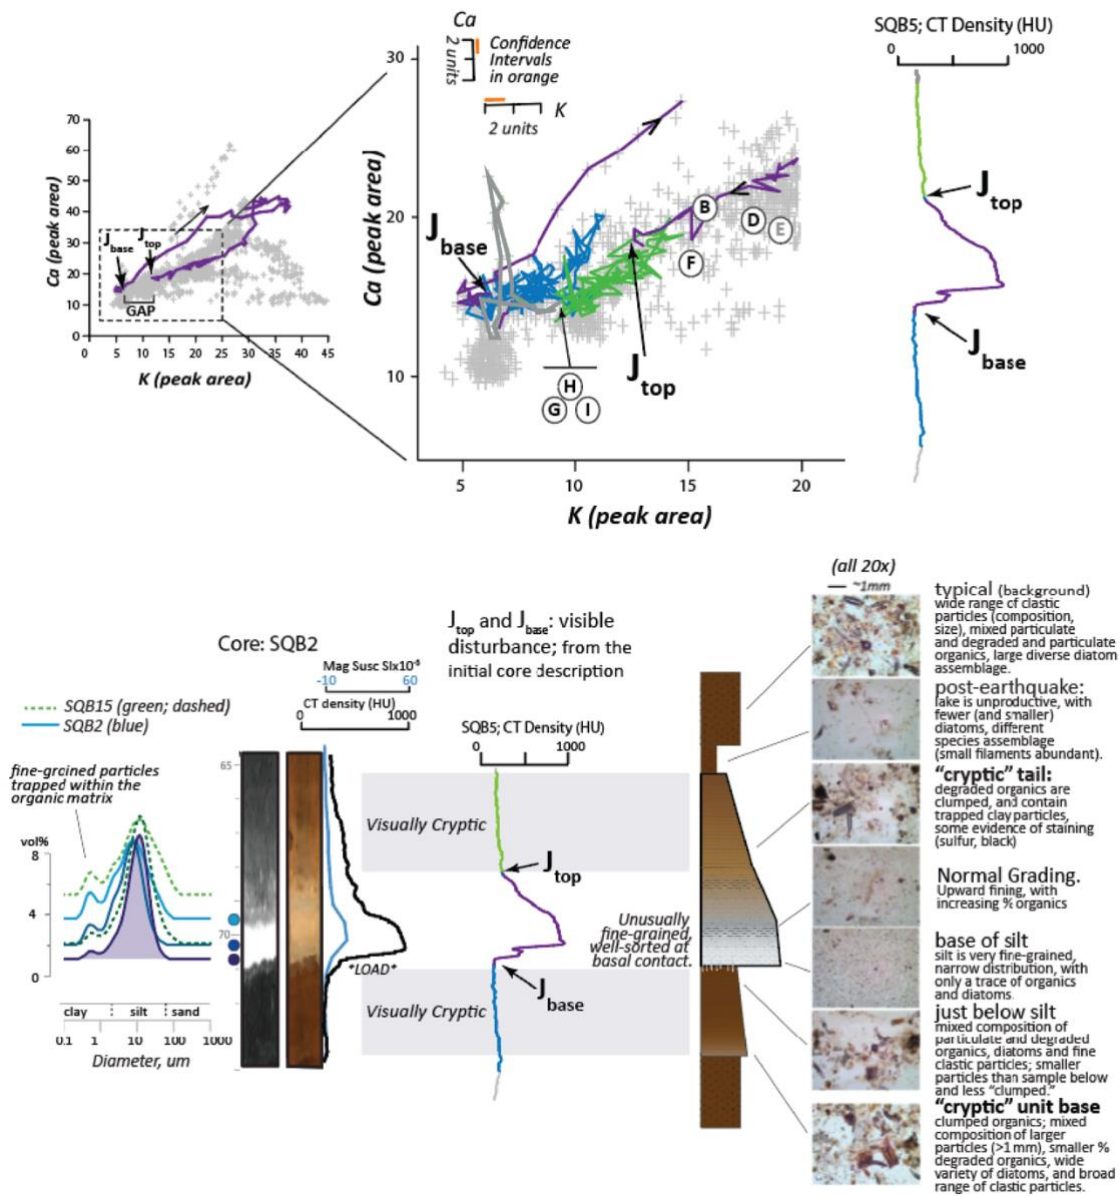 Ca
2 units
Confidence
Intervals
in orange
K
2 units
30
20
10
Ca (peak area)
5 10 15 20
K (peak area)
J base
J top
B
D
E
F
H
G
I
70
60
50
40
30
20
10
0
Ca (peak area)
J base
J top
GAP
0 5 10 15 20 25 30 35 40 45
K (peak area)
SQB5; CT Density (HU)
0 1000
J top
J base
Core: SQB2
J top and J base: visible
disturbance; from the
initial core description
Mag Susc SIx10-5
-10 60
CT density (HU)
0 1000
SQB15 (green; dashed)
SQB2 (blue)
fine-grained particles
trapped within the
organic matrix
vol%
8
4
2
0
clay silt sand
0.1 1 10 100 1000
Diameter, um
65
70
*LOAD*
SQB5; CT Density (HU)
0 1000
Visually Cryptic
J top
J base
Visually Cryptic
Unusually
fine-grained,
well-sorted at
basal contact.
(all 20x)
~1mm
typical (background)
wide range of clastic
particles (composition,
size), mixed particulate
and degraded and particulate
organics, large diverse diatom
assemblage.
post-earthquake:
lake is unproductive, with
fewer (and smaller)
diatoms, different
species assemblage
(small filaments abundant).
"cryptic" tail:
degraded organics are
clumped, and contain
trapped clay particles,
some evidence of staining
(sulfur, black)
Normal Grading.
Upward fining, with
increasing % organics
base of silt
silt is very fine-grained,
narrow distribution, with
only a trace of organics
and diatoms.
just below silt
mixed composition of
particulate and degraded
organics, diatoms and fine
clastic particles; smaller
particles than sample below
and less "clumped."
"cryptic" unit base
clumped organics; mixed
composition of larger
particles (>1 mm), smaller %
degraded organics, wide
variety of diatoms, and broad
range of clastic particles.